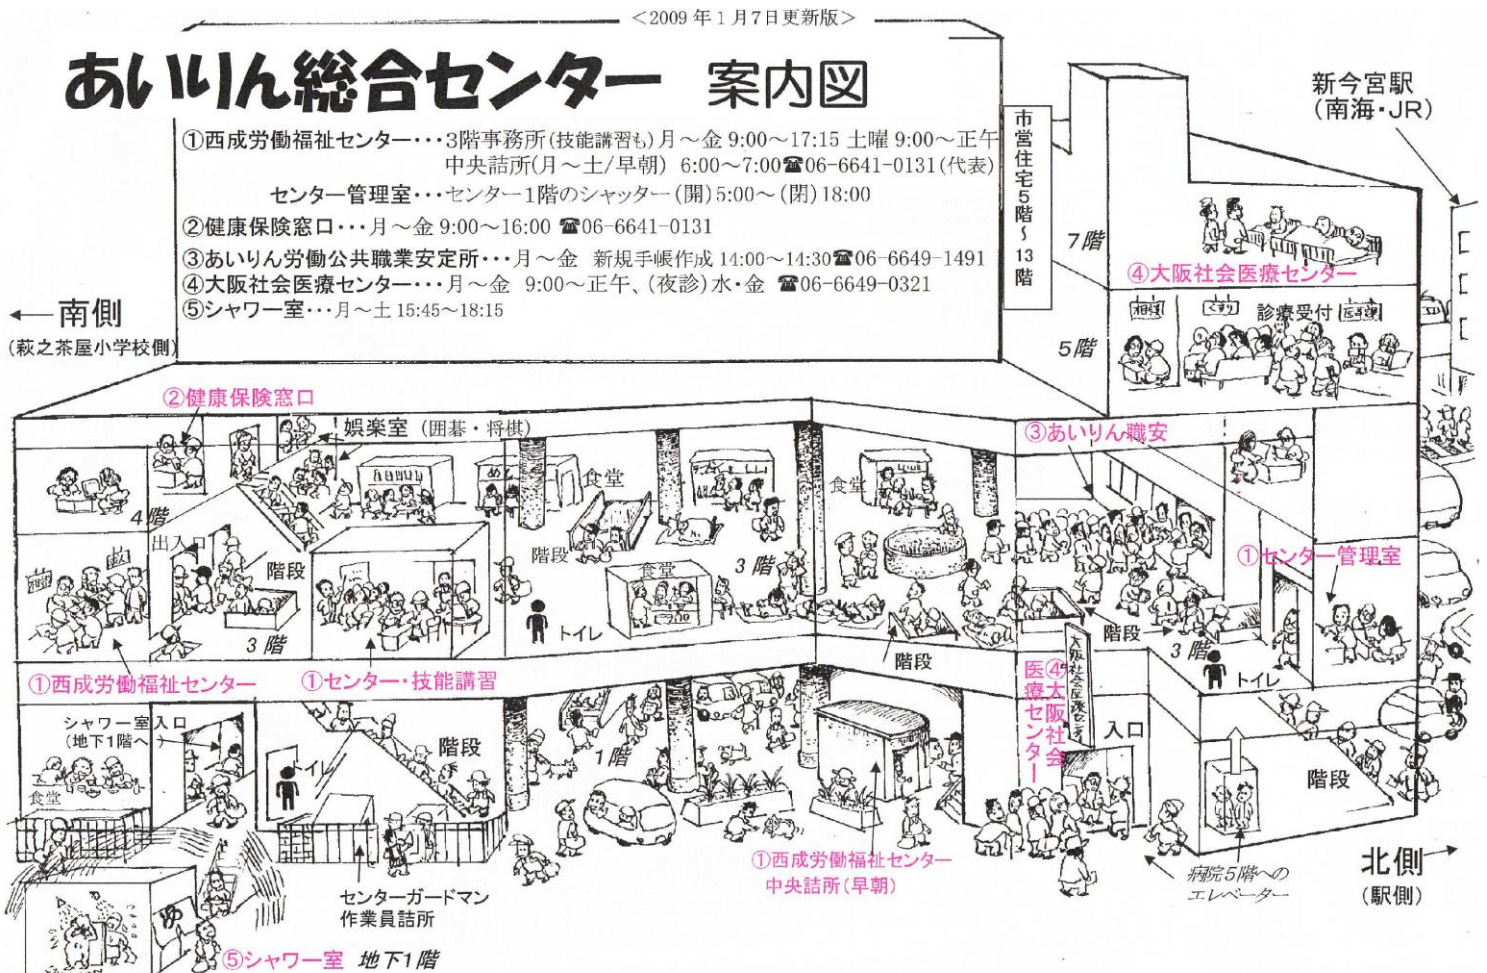 ＜2009年1月7日更新版＞
あいりん総合センター 案内図
①西成労働福祉センター・・・3階事務所(技能講習も)月～金 9:00～17:15 土曜 9:00～正午
中央詰所(月～土/早朝) 6:00～7:00☎06-6641-0131(代表)
センター管理室・・・センター1階のシャッター(開)5:00～(閉)18:00
②健康保険窓口・・・月～金 9:00～16:00 ☎06-6641-0131
③あいりん労働公共職業安定所・・・月～金 新規手帳作成 14:00～14:30☎06-6649-1491
④大阪社会医療センター・・・月～金 9:00～正午、(夜診)水・金 ☎06-6649-0321
⑤シャワー室・・・月～土 15:45～18:15
市営住宅5階～13階
新今宮駅
(南海・JR)
←南側
(萩之茶屋小学校側)
7階
④大阪社会医療センター
相談
くすり
診療受付
5階
②健康保険窓口
娯楽室 (囲碁・将棋)
③あいりん職安
めん
食堂
食堂
4階
出入口
階段
階段
3階
食堂
①センター管理室
相談
3階
トイレ
階段
階段
3階
トイレ
①西成労働福祉センター
①センター・技能講習
④大阪社会医療センター
大阪社会医療センター
シャワー室入口
(地下1階へ)
トイレ
階段
1階
入口
階段
食堂
①西成労働福祉センター
中央詰所(早朝)
病院5階への
エレベーター
北側→
(駅側)
センターガードマン
作業員詰所
ゆ
⑤シャワー室 地下1階